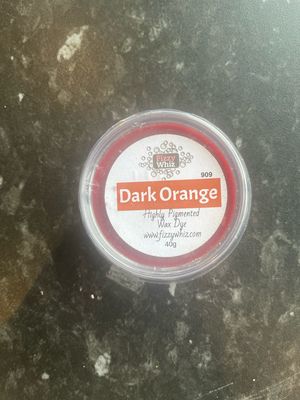 Fizzy
Whiz
909
Dark Orange
Highly Pigmented
Wax Dye
www.fizzywhiz.com
40g